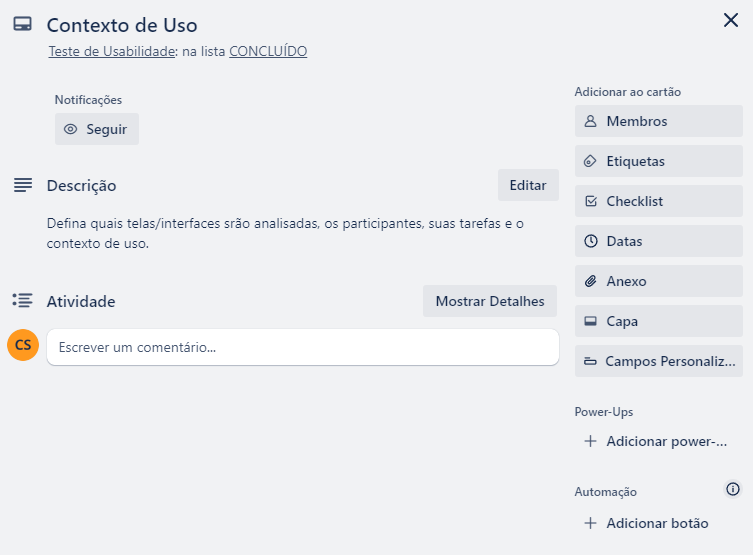 Contexto de Uso
Teste de Usabilidade: na lista CONCLUÍDO
Notificações
Seguir
Descrição
Editar
Defina quais telas/interfaces srão analisadas, os participantes, suas tarefas e o
contexto de uso.
Atividade
Mostrar Detalhes
CS
Escrever um comentário...
Adicionar ao cartão
Membros
Etiquetas
Checklist
Datas
Anexo
Capa
Campos Personaliz...
Power-Ups
Adicionar power-...
Automação
Adicionar botão